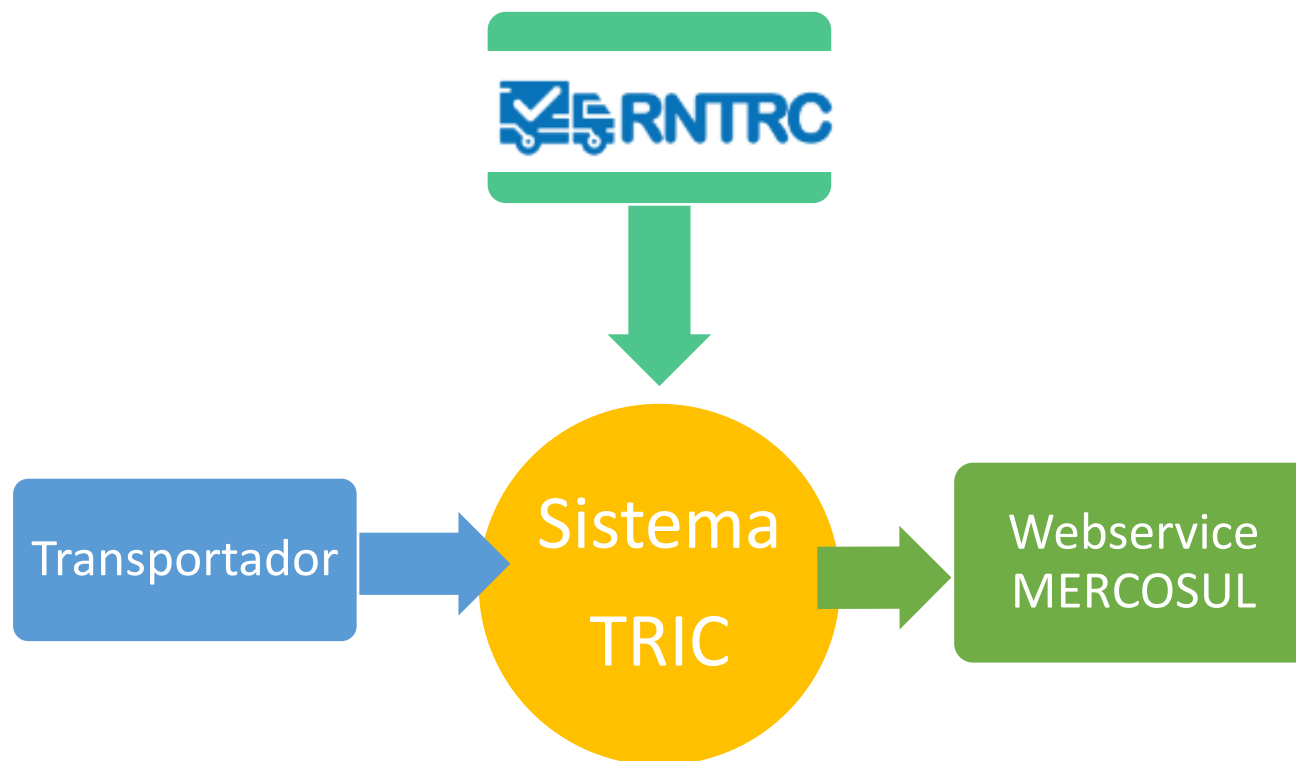 RNTRC
Transportador
Sistema
TRIC
Webservice
MERCOSUL